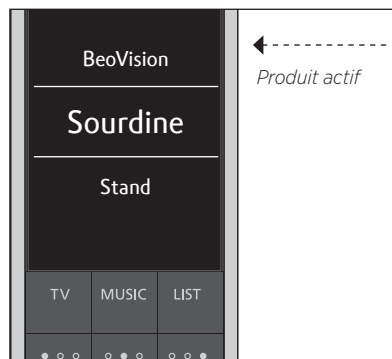 BeoVision
Produit actif
Sourdine
Stand
TV MUSIC LIST